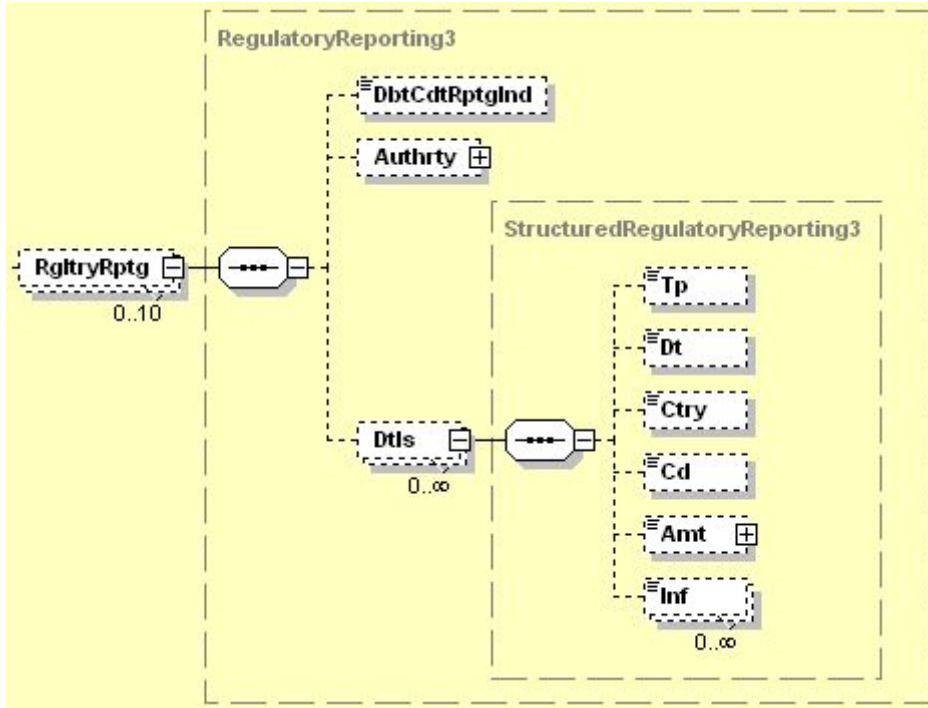 RegulatoryReporting3
DbtCdtRptgInd
Authrty
StructuredRegulatoryReporting3
RgltryRptg
0..10
Tp
Dt
Ctry
Dtls
0..∞
Cd
Amt
Inf
0..∞